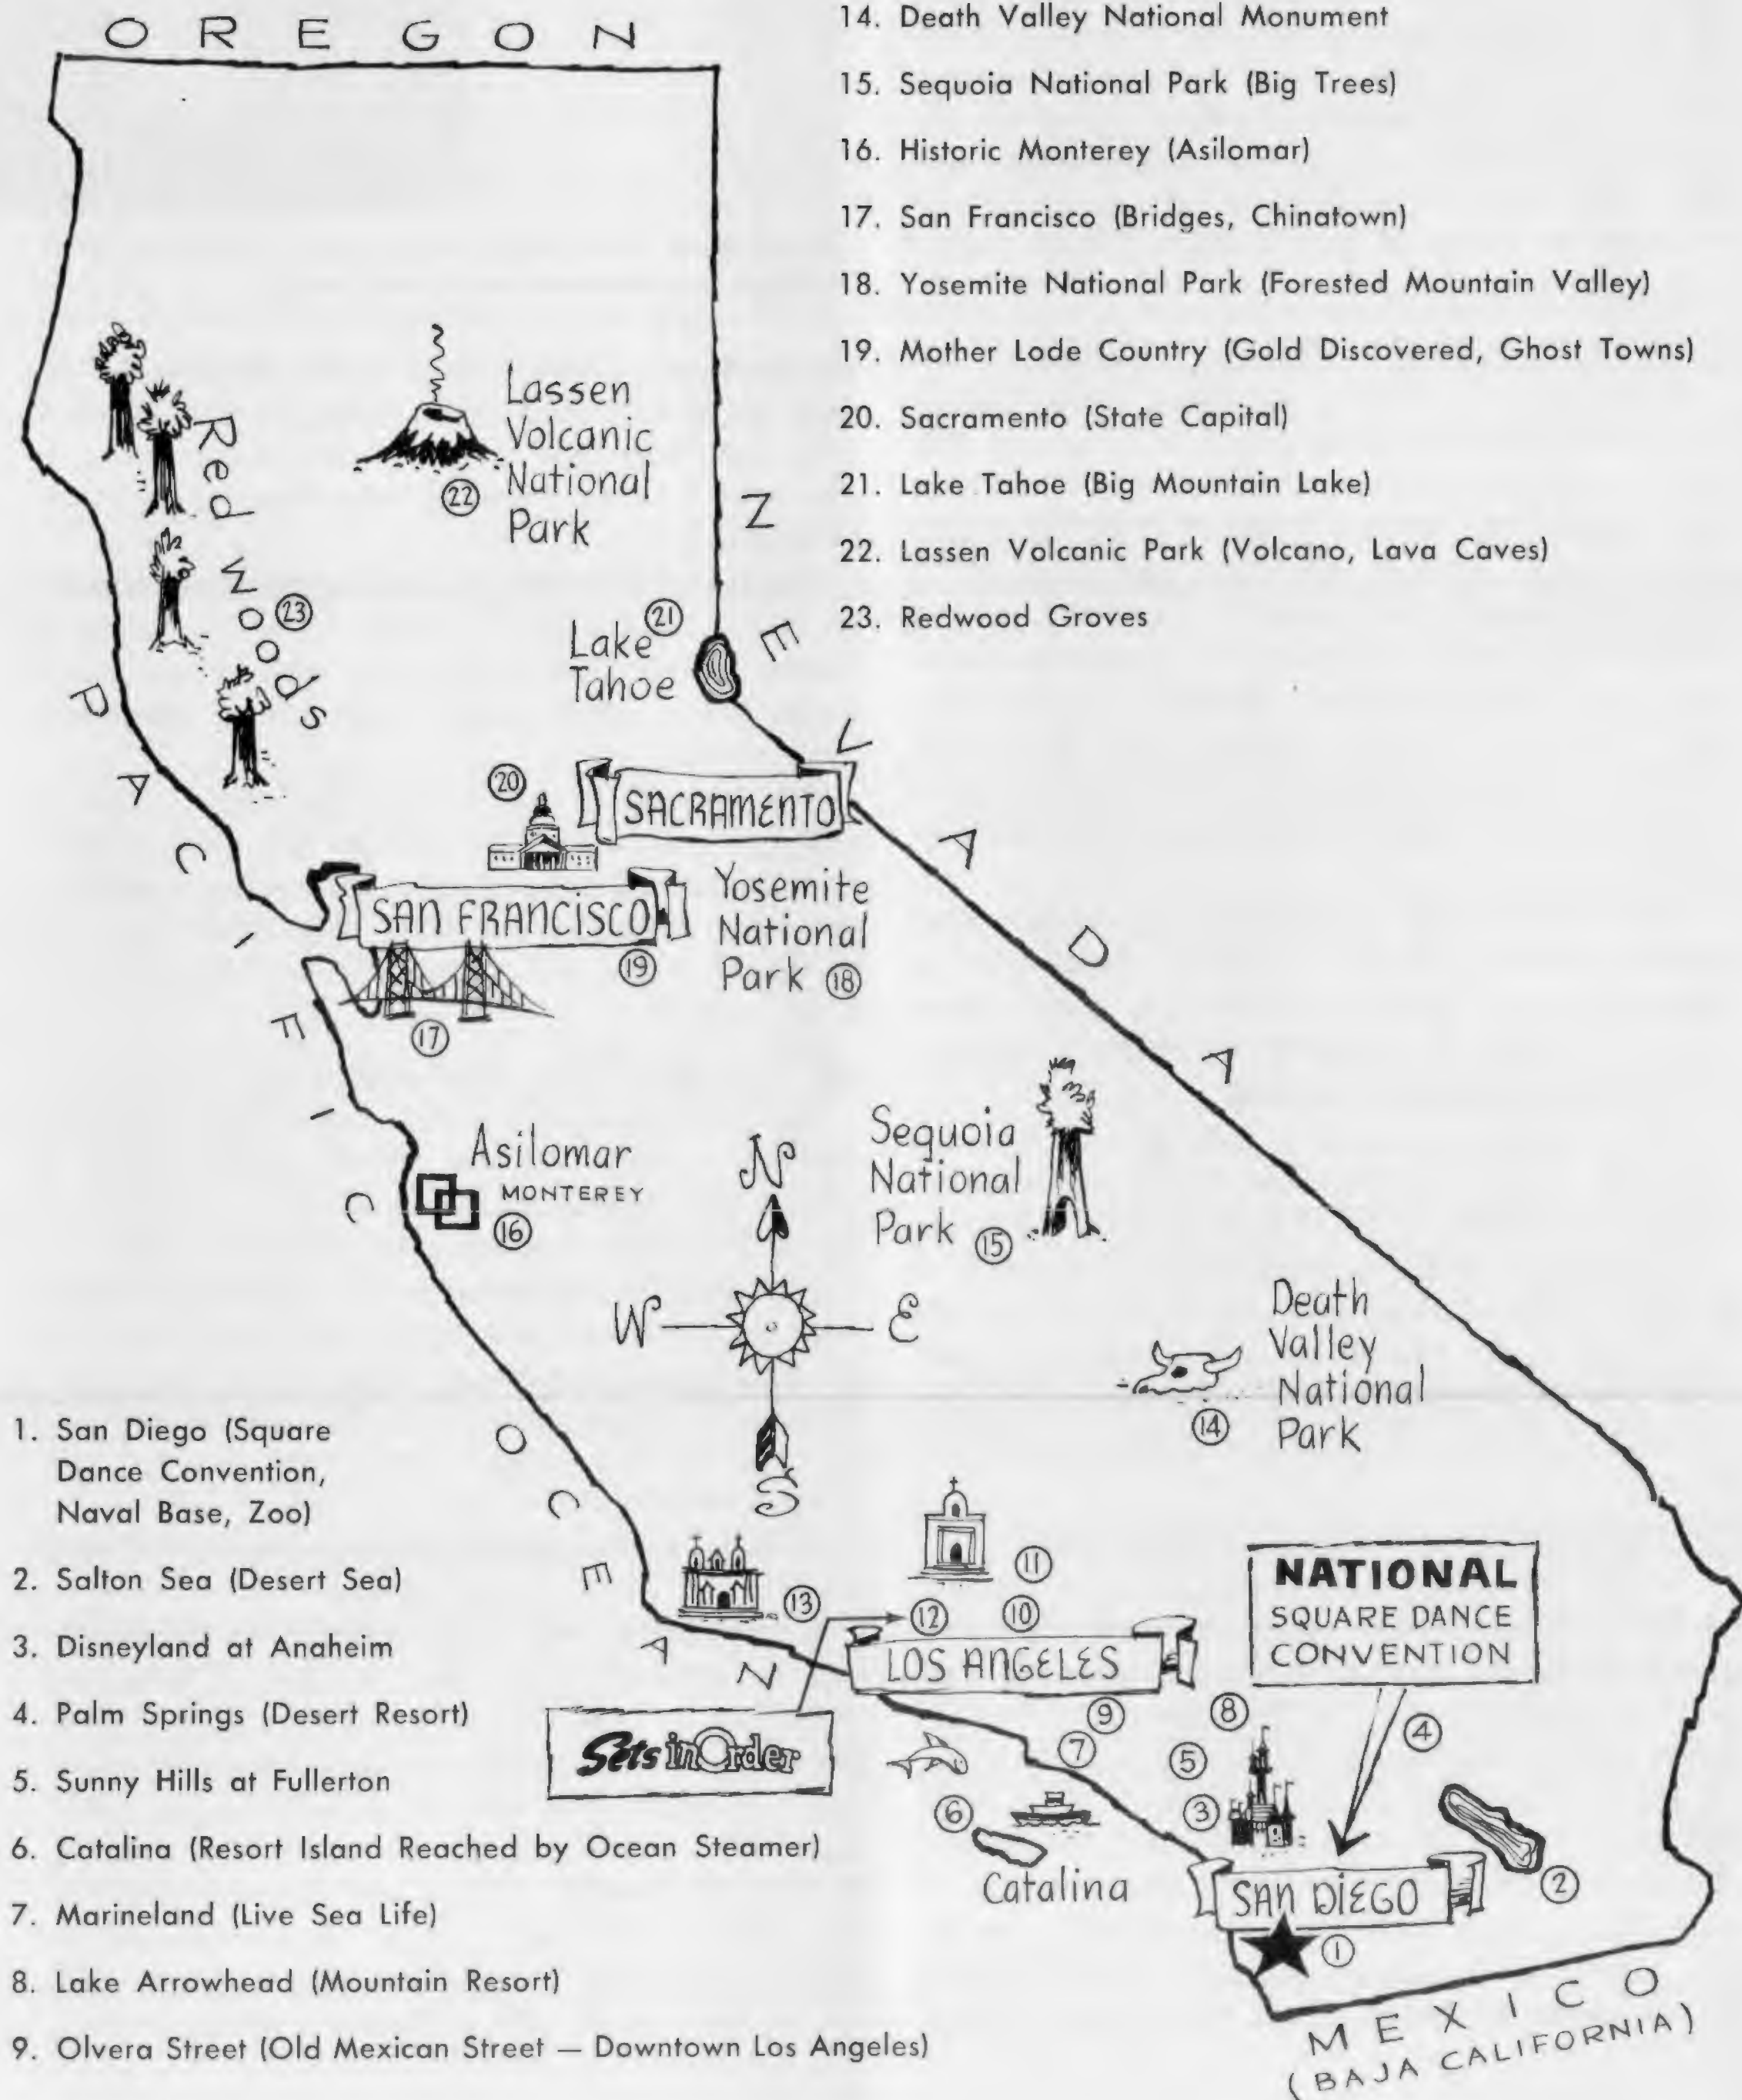 OREGON
14. Death Valley National Monument
15. Sequoia National Park (Big Trees)
16. Historic Monterey (Asilomar)
17. San Francisco (Bridges, Chinatown)
18. Yosemite National Park (Forested Mountain Valley)
19. Mother Lode Country (Gold Discovered, Ghost Towns)
20. Sacramento (State Capital)
21. Lake Tahoe (Big Mountain Lake)
22. Lassen Volcanic Park (Volcano, Lava Caves)
23. Redwood Groves
NEVADA
PACIFIC OCEAN
Red Woods
23
Lassen
Volcanic
National
Park
22
Lake
Tahoe
21
20
SACRAMENTO
SAN FRANCISCO
19
17
Yosemite
National
Park 18
Asilomar
MONTEREY
16
N
W E
S
Sequoia
National
Park 15
Death
Valley
National
Park
14
1. San Diego (Square
Dance Convention,
Naval Base, Zoo)
2. Salton Sea (Desert Sea)
3. Disneyland at Anaheim
4. Palm Springs (Desert Resort)
5. Sunny Hills at Fullerton
6. Catalina (Resort Island Reached by Ocean Steamer)
7. Marineland (Live Sea Life)
8. Lake Arrowhead (Mountain Resort)
9. Olvera Street (Old Mexican Street — Downtown Los Angeles)
13
11
12
10
LOS ANGELES
Sets in Order
NATIONAL
SQUARE DANCE
CONVENTION
9
8
7
5
4
6
3
Catalina
SAN DIEGO
2
1
MEXICO
(BAJA CALIFORNIA)